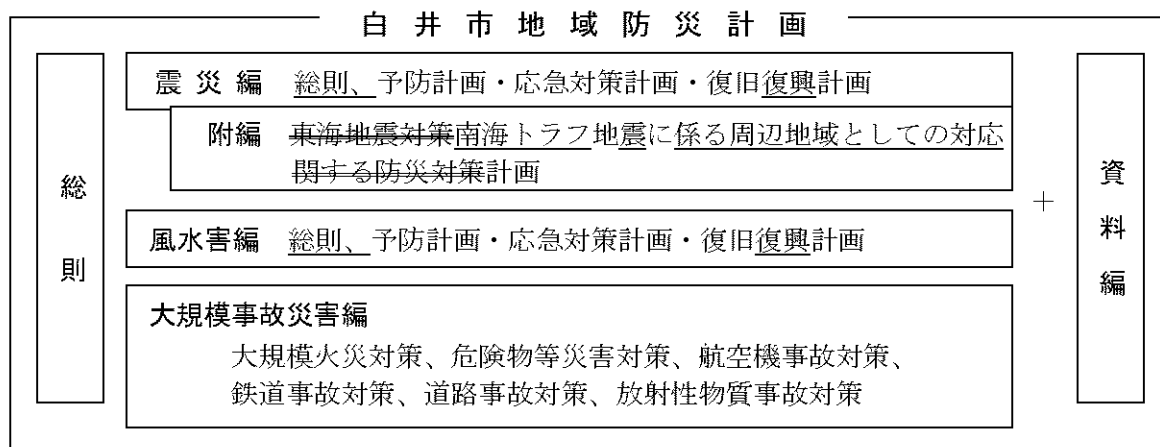 白井市地域防災計画
総則
震災編 総則、予防計画・応急対策計画・復旧復興計画
附編 東海地震対策南海トラフ地震に係る周辺地域としての対応
関する防災対策計画
風水害編 総則、予防計画・応急対策計画・復旧復興計画
大規模事故災害編
大規模火災対策、危険物等災害対策、航空機事故対策、
鉄道事故対策、道路事故対策、放射性物質事故対策
+
資料編